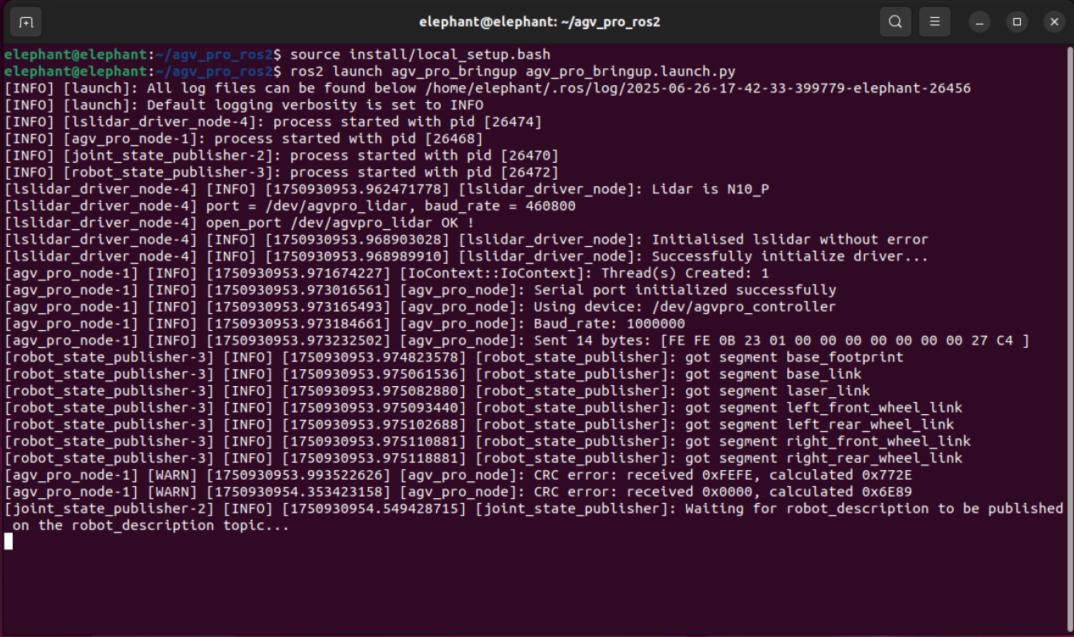 elephant@elephant: ~/agv_pro_ros2
elephant@elephant:~/agv_pro_ros2$ source install/local_setup.bash
elephant@elephant:~/agv_pro_ros2$ ros2 launch agv_pro_bringup agv_pro_bringup.launch.py
[INFO] [launch]: All log files can be found below /home/elephant/.ros/log/2025-06-26-17-42-33-399779-elephant-26456
[INFO] [launch]: Default logging verbosity is set to INFO
[INFO] [lslidar_driver_node-4]: process started with pid [26474]
[INFO] [agv_pro_node-1]: process started with pid [26468]
[INFO] [joint_state_publisher-2]: process started with pid [26470]
[INFO] [robot_state_publisher-3]: process started with pid [26472]
[lslidar_driver_node-4] [INFO] [1750930953.962471778] [lslidar_driver_node]: Lidar is N10_P
[lslidar_driver_node-4] port = /dev/agvpro_lidar, baud_rate = 460800
[lslidar_driver_node-4] open_port /dev/agvpro_lidar OK !
[lslidar_driver_node-4] [INFO] [1750930953.968903028] [lslidar_driver_node]: Initialised lslidar without error
[lslidar_driver_node-4] [INFO] [1750930953.968989910] [lslidar_driver_node]: Successfully initialize driver...
[agv_pro_node-1] [INFO] [1750930953.971674227] [IoContext::IoContext]: Thread(s) Created: 1
[agv_pro_node-1] [INFO] [1750930953.973016561] [agv_pro_node]: Serial port initialized successfully
[agv_pro_node-1] [INFO] [1750930953.973165493] [agv_pro_node]: Using device: /dev/agvpro_controller
[agv_pro_node-1] [INFO] [1750930953.973184661] [agv_pro_node]: Baud_rate: 1000000
[agv_pro_node-1] [INFO] [1750930953.973232502] [agv_pro_node]: Sent 14 bytes: [FE FE 0B 23 01 00 00 00 00 00 00 00 27 C4 ]
[robot_state_publisher-3] [INFO] [1750930953.974823578] [robot_state_publisher]: got segment base_footprint
[robot_state_publisher-3] [INFO] [1750930953.975061536] [robot_state_publisher]: got segment base_link
[robot_state_publisher-3] [INFO] [1750930953.975082880] [robot_state_publisher]: got segment laser_link
[robot_state_publisher-3] [INFO] [1750930953.975093440] [robot_state_publisher]: got segment left_front_wheel_link
[robot_state_publisher-3] [INFO] [1750930953.975102688] [robot_state_publisher]: got segment left_rear_wheel_link
[robot_state_publisher-3] [INFO] [1750930953.975110881] [robot_state_publisher]: got segment right_front_wheel_link
[robot_state_publisher-3] [INFO] [1750930953.975118881] [robot_state_publisher]: got segment right_rear_wheel_link
[agv_pro_node-1] [WARN] [1750930953.993522626] [agv_pro_node]: CRC error: received 0xFEFE, calculated 0x772E
[agv_pro_node-1] [WARN] [1750930954.353423158] [agv_pro_node]: CRC error: received 0x0000, calculated 0x6E89
[joint_state_publisher-2] [INFO] [1750930954.549428715] [joint_state_publisher]: Waiting for robot_description to be published
on the robot_description topic...